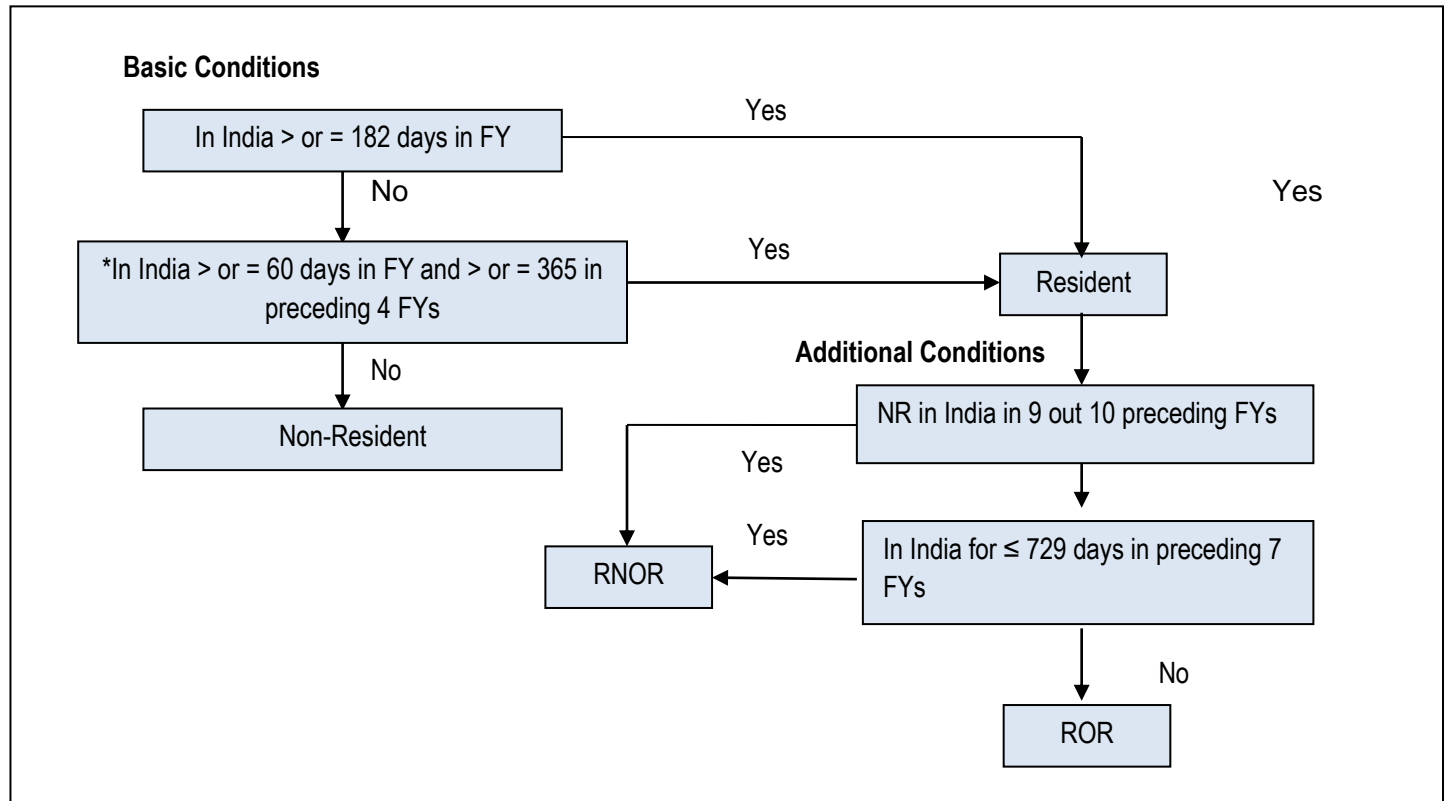 Basic Conditions
Yes
In India > or = 182 days in FY
No
Yes
*In India > or = 60 days in FY and > or = 365 in
preceding 4 FYs
Yes
Resident
No
Additional Conditions
Non-Resident
NR in India in 9 out 10 preceding FYs
Yes
Yes
In India for ≤ 729 days in preceding 7
FYs
RNOR
No
ROR